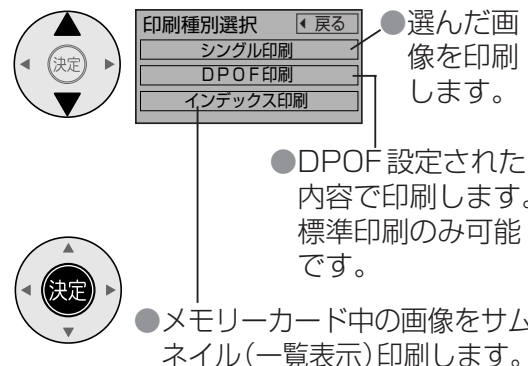 決定
印刷種別選択 戻る
シングル印刷
DPOF印刷
インデックス印刷
●選んだ画
像を印刷
します。
●DPOF設定された
内容で印刷します。
標準印刷のみ可能
です。
決定
●メモリーカード中の画像をサム
ネイル(一覧表示)印刷します。